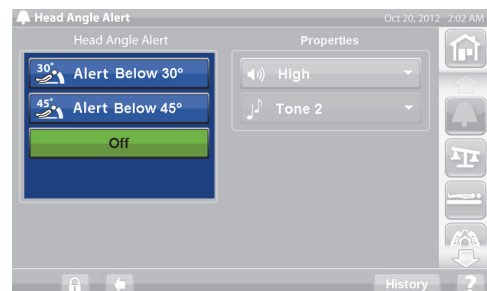 Head Angle Alert
Oct 20, 2012 2:02 AM
Head Angle Alert
30° Alert Below 30°
45° Alert Below 45°
Off
Properties
High
Tone 2
History
?